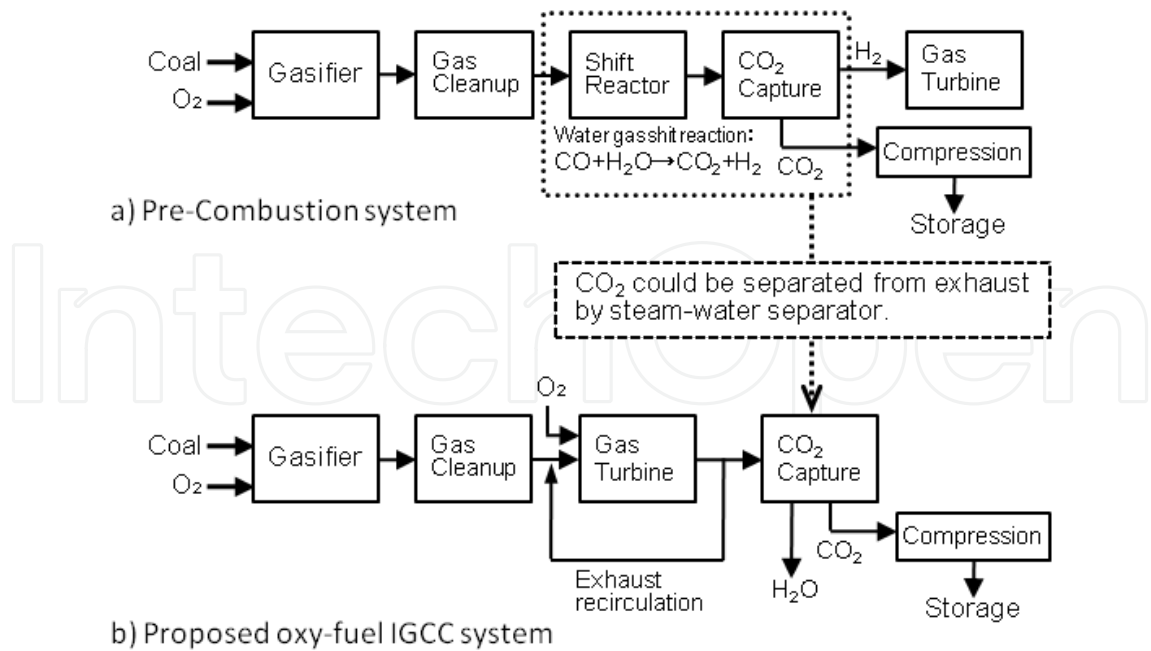 Coal
O₂
Gasifier
Gas
Cleanup
Shift
Reactor
CO₂
Capture
H₂
Gas
Turbine
Water gasshit reaction:
CO+H₂O→CO₂+H₂
CO₂
Compression
Storage
a) Pre-Combustion system
CO₂ could be separated from exhaust
by steam-water separator.
IntechOpen
Coal
O₂
Gasifier
Gas
Cleanup
O₂
Gas
Turbine
CO₂
Capture
Exhaust
recirculation
H₂O
CO₂
Compression
Storage
b) Proposed oxy-fuel IGCC system